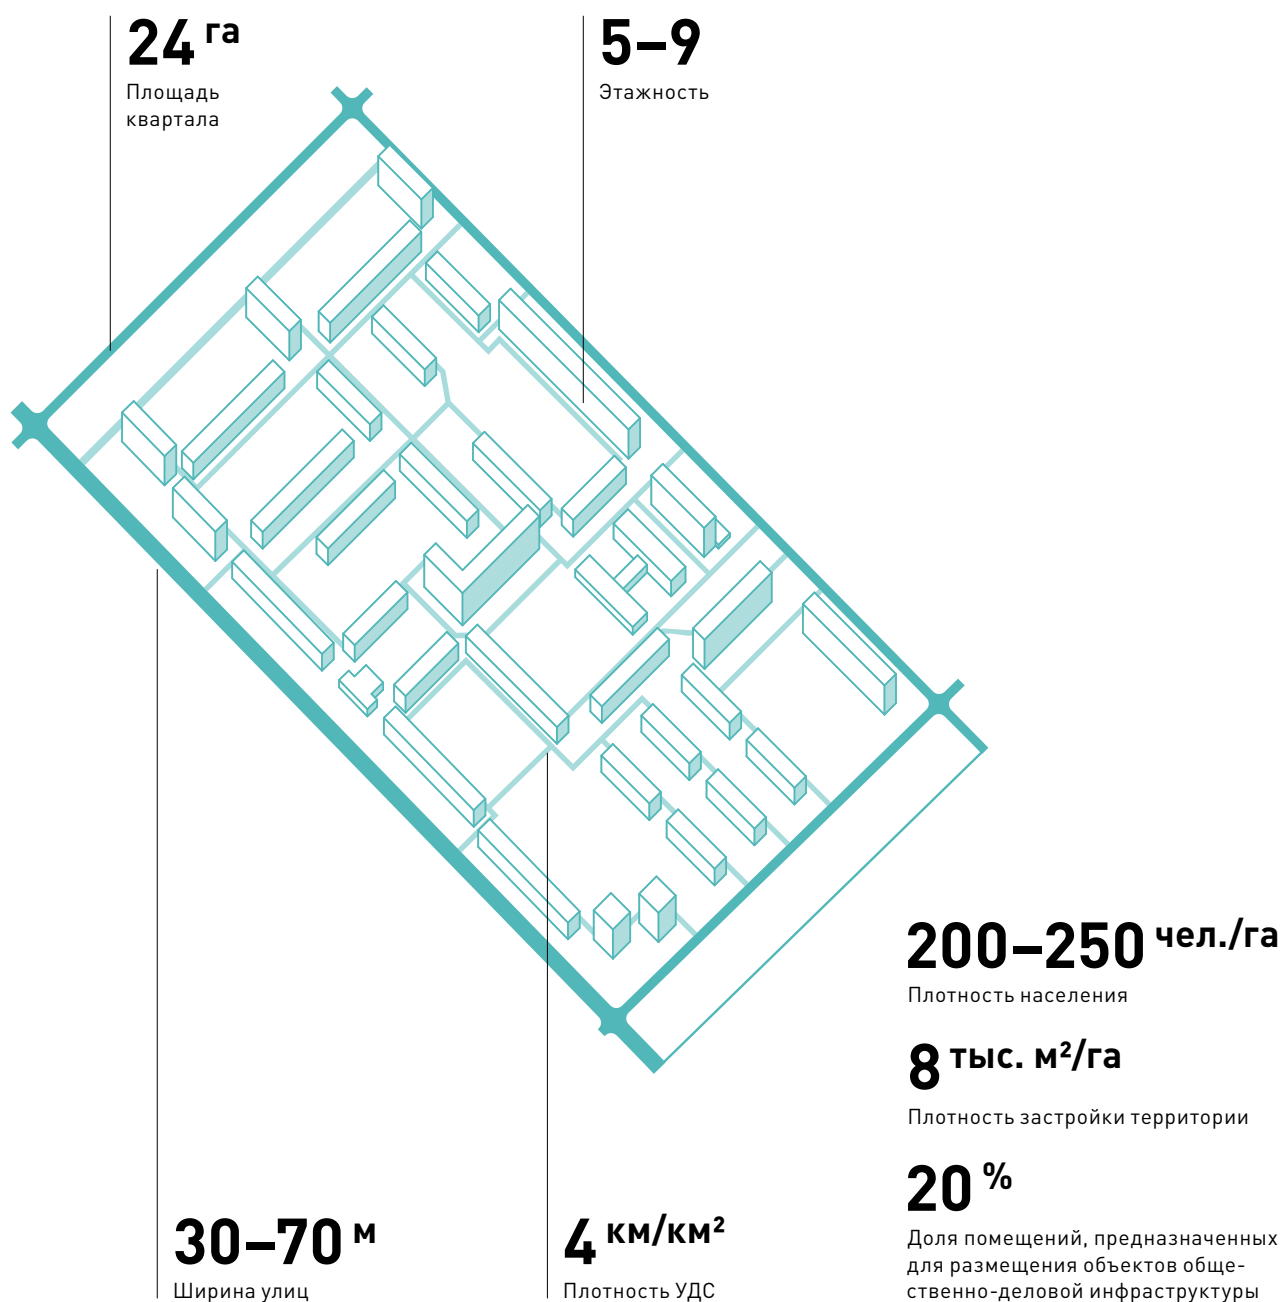 24 га
Площадь
квартала
5–9
Этажность
200–250 чел./га
Плотность населения
8 тыс. м²/га
Плотность застройки территории
20 %
Доля помещений, предназначенных
для размещения объектов обще-
ственно-деловой инфраструктуры
30–70 м
Ширина улиц
4 км/км²
Плотность УДС